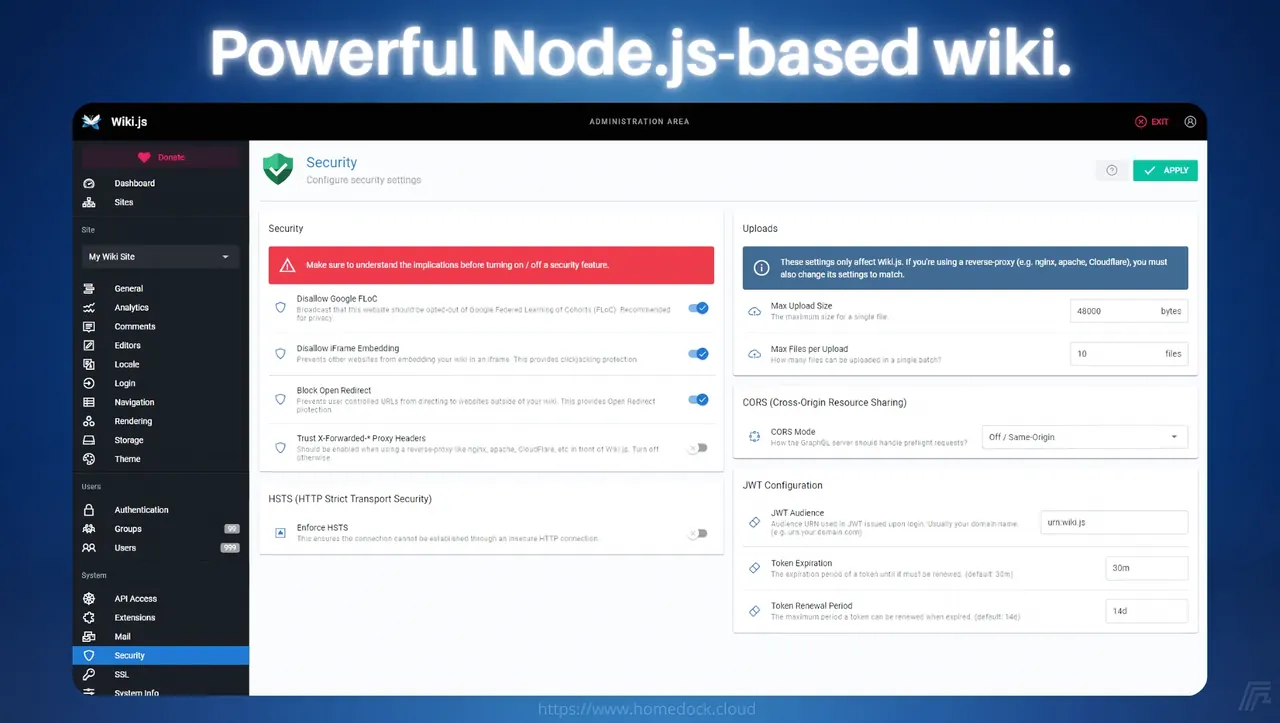 Powerful Node.js-based wiki.
Wiki.js
ADMINISTRATION AREA
EXIT
Donate
Dashboard
Sites
Site
My Wiki Site
General
Analytics
Comments
Editors
Locale
Login
Navigation
Rendering
Storage
Theme
Users
Authentication
Groups
99
Users
999
System
API Access
Extensions
Mail
Security
SSL
System Info
Security
Configure security settings
APPLY
Security
Make sure to understand the implications before turning on / off a security feature.
Disallow Google FLoC
Broadcast that this website should be opted-out of Google Federed Learning of Cohorts (FLoC). Recommended
for privacy.
Disallow iFrame Embedding
Prevents other websites from embedding your wiki in an iframe. This provides clickjacking protection.
Block Open Redirect
Prevents user controlled URLs from directing to websites outside of your wiki. This provides Open Redirect
protection.
Trust X-Forwarded-* Proxy Headers
Should be enabled when using a reverse-proxy like nginx, apache, CloudFlare, etc in front of Wiki.js. Turn off
otherwise.
HSTS (HTTP Strict Transport Security)
Enforce HSTS
This ensures the connection cannot be established through an insecure HTTP connection.
Uploads
These settings only affect Wiki.js. If you're using a reverse-proxy (e.g. nginx, apache, Cloudflare), you must
also change its settings to match.
Max Upload Size
The maximum size for a single file.
48000 bytes
Max Files per Upload
How many files can be uploaded in a single batch?
10 files
CORS (Cross-Origin Resource Sharing)
CORS Mode
How the GraphQL server should handle preflight requests?
Off / Same-Origin
JWT Configuration
JWT Audience
Audience URN used in JWT issued upon login. Usually your domain name.
(e.g. urn:your.domain.com)
urn:wiki.js
Token Expiration
The expiration period of a token until it must be renewed. (default: 30m)
30m
Token Renewal Period
The maximum period a token can be renewed when expired. (default: 14d)
14d
https://www.homedock.cloud